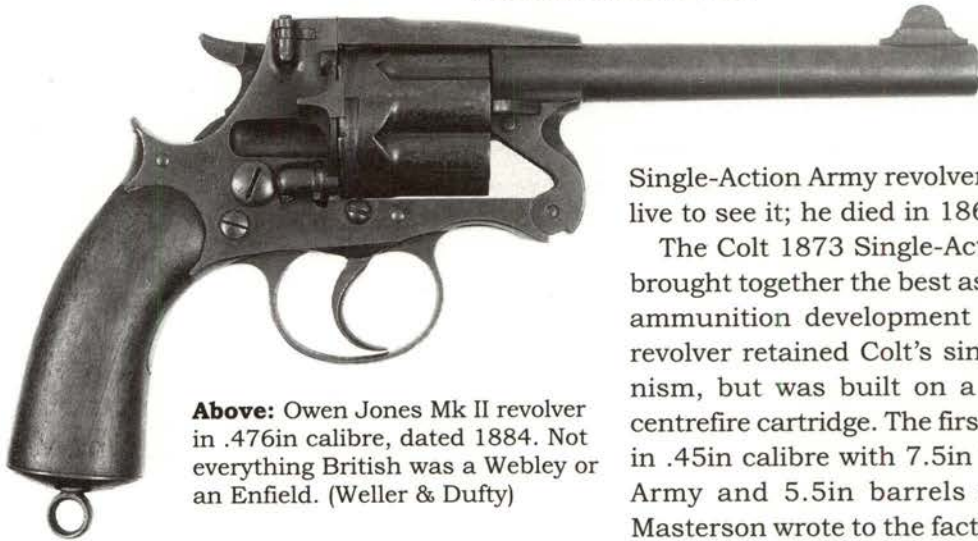 Above: Owen Jones Mk II revolver
in .476in calibre, dated 1884. Not
everything British was a Webley or
an Enfield. (Weller & Dufty)
Single-Action Army revolver
live to see it; he died in 186
The Colt 1873 Single-Ac
brought together the best as
ammunition development
revolver retained Colt's sin
nism, but was built on a
centrefire cartridge. The first
in .45in calibre with 7.5in
Army and 5.5in barrels
Masterson wrote to the fact